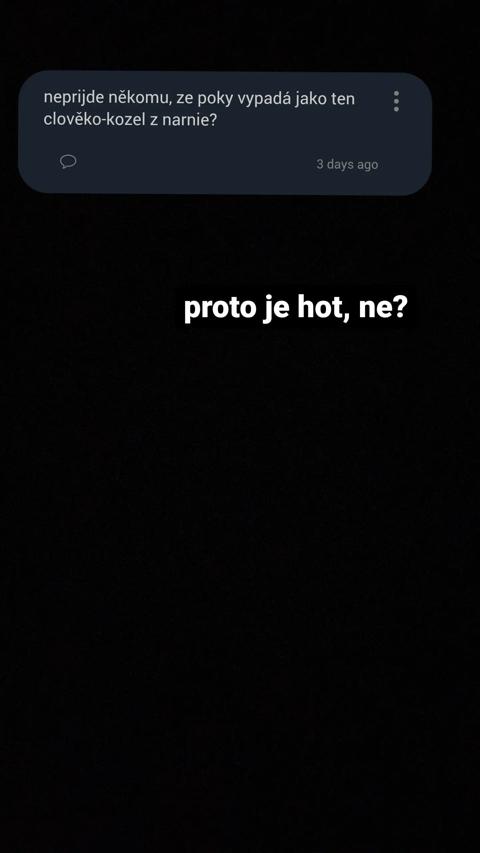 neprijde někomu, ze poky vypadá jako ten
clověko-kozel z narnie?
3 days ago
proto je hot, ne?